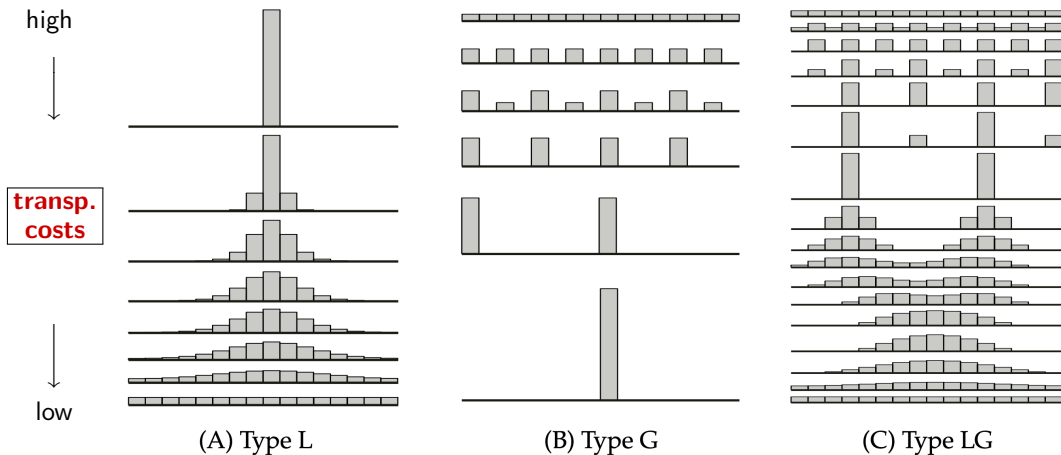 high
transp.
costs
low
(A) Type L
(B) Type G
(C) Type LG